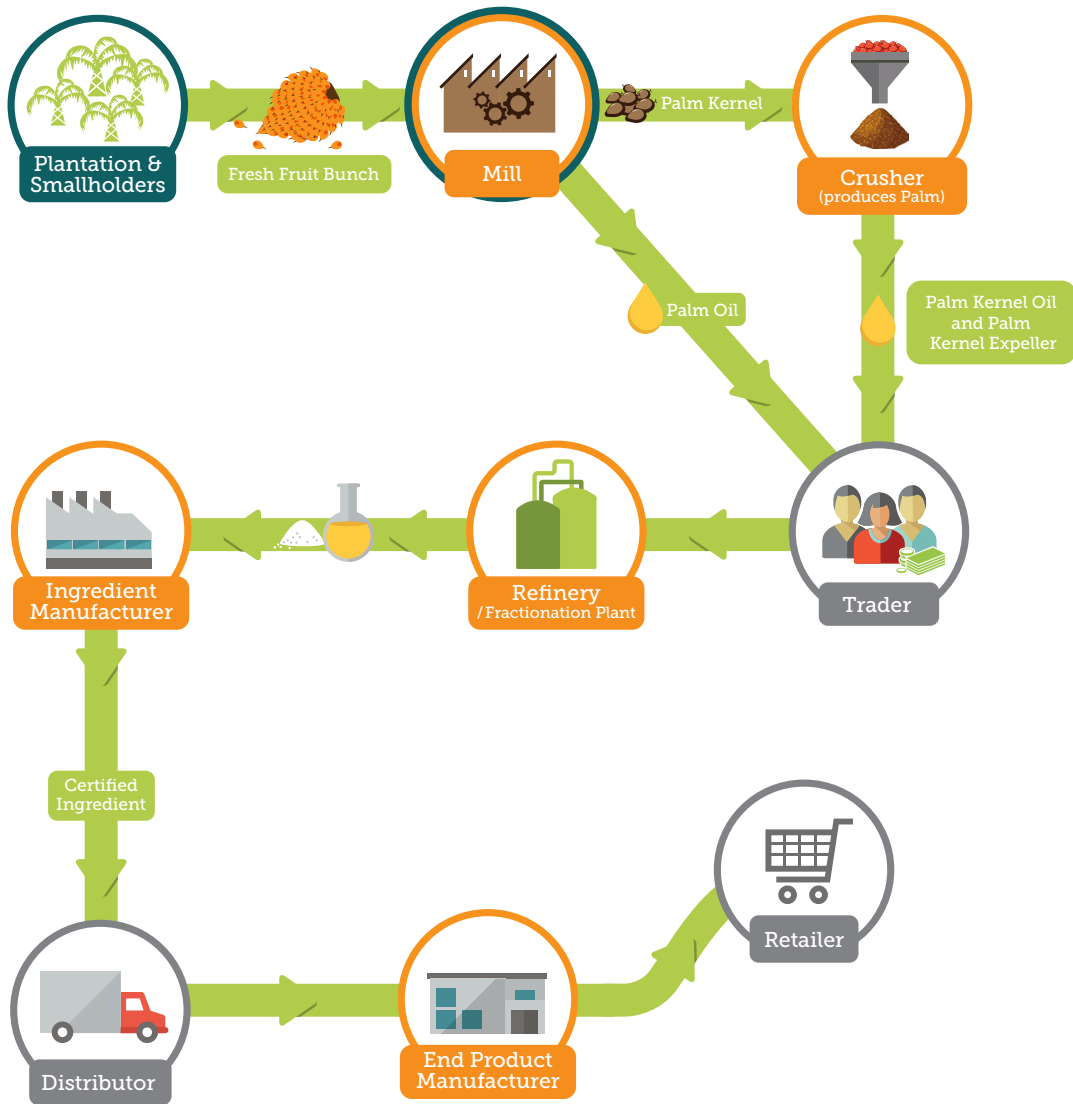 Plantation &
Smallholders
Fresh Fruit Bunch
Mill
Palm Kernel
Crusher
(produces Palm)
Palm Oil
Palm Kernel Oil
and Palm
Kernel Expeller
Ingredient
Manufacturer
Refinery
/Fractionation Plant
Trader
Certified
Ingredient
Retailer
Distributor
End Product
Manufacturer